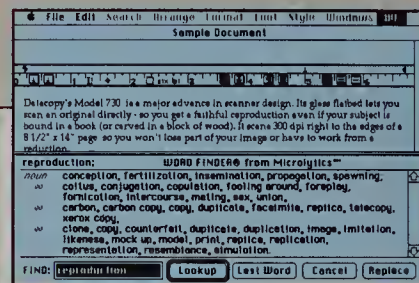 File Edit Search Arrange Format Font Style Windows
Sample Document
Datacopy's Model 730 is a major advance in scanner design. Its glass flatbed lets you
scan an original directly - so you get a faithful reproduction even if your subject is
bound in a book (or carved in a block of wood). It scans 300 dpi right to the edges of a
8 1/2" x 14" page so you won't lose part of your image or have to work from a
reduction.
reproduction: WORD FINDER® from Microlytics™
noun conception, fertilization, insemination, propagation, spawning;
coitus, conjugation, copulation, fooling around, foreplay,
fornication, intercourse, mating, sex, union,
carbon, carbon copy, copy, duplicate, facsimile, replica, telecopy,
xerox copy,
clone, copy, counterfeit, duplicate, duplication, image, imitation,
likeness, mock up, model, print, replica, replication,
representation, resemblance, simulation.
FIND: reproduction Lookup Last Word Cancel Replace